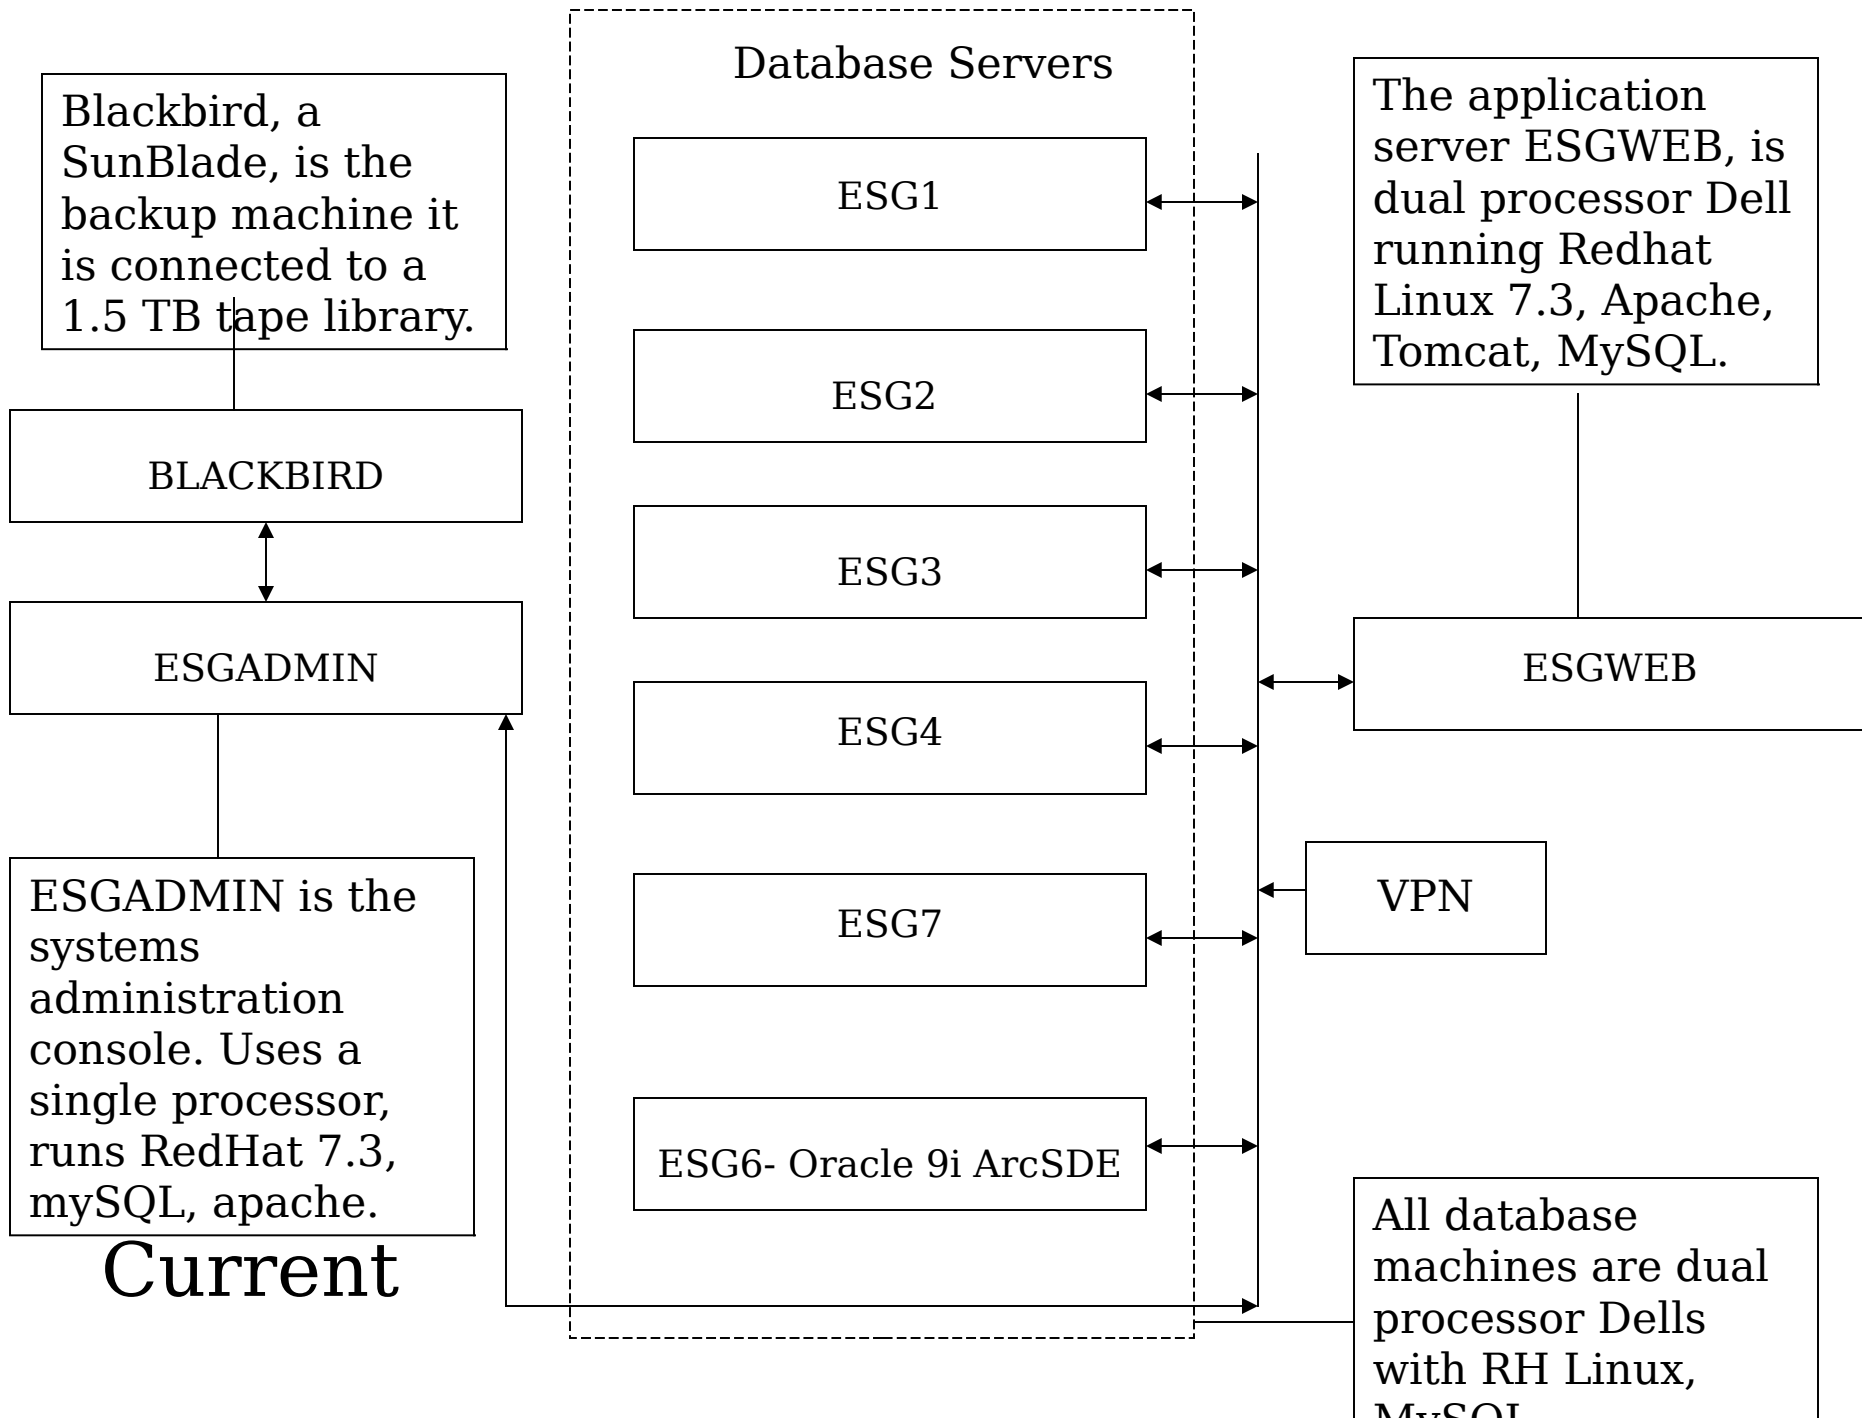 Database Servers
Blackbird, a
SunBlade, is the
backup machine it
is connected to a
1.5 TB tape library.
The application
server ESGWEB, is
dual processor Dell
running Redhat
Linux 7.3, Apache,
Tomcat, MySQL.
ESG1
ESG2
BLACKBIRD
ESG3
ESGADMIN
ESGWEB
ESG4
ESG7
VPN
ESGADMIN is the
systems
administration
console. Uses a
single processor,
runs RedHat 7.3,
mySQL, apache.
ESG6- Oracle 9i ArcSDE
Current
All database
machines are dual
processor Dells
with RH Linux,
MySQL